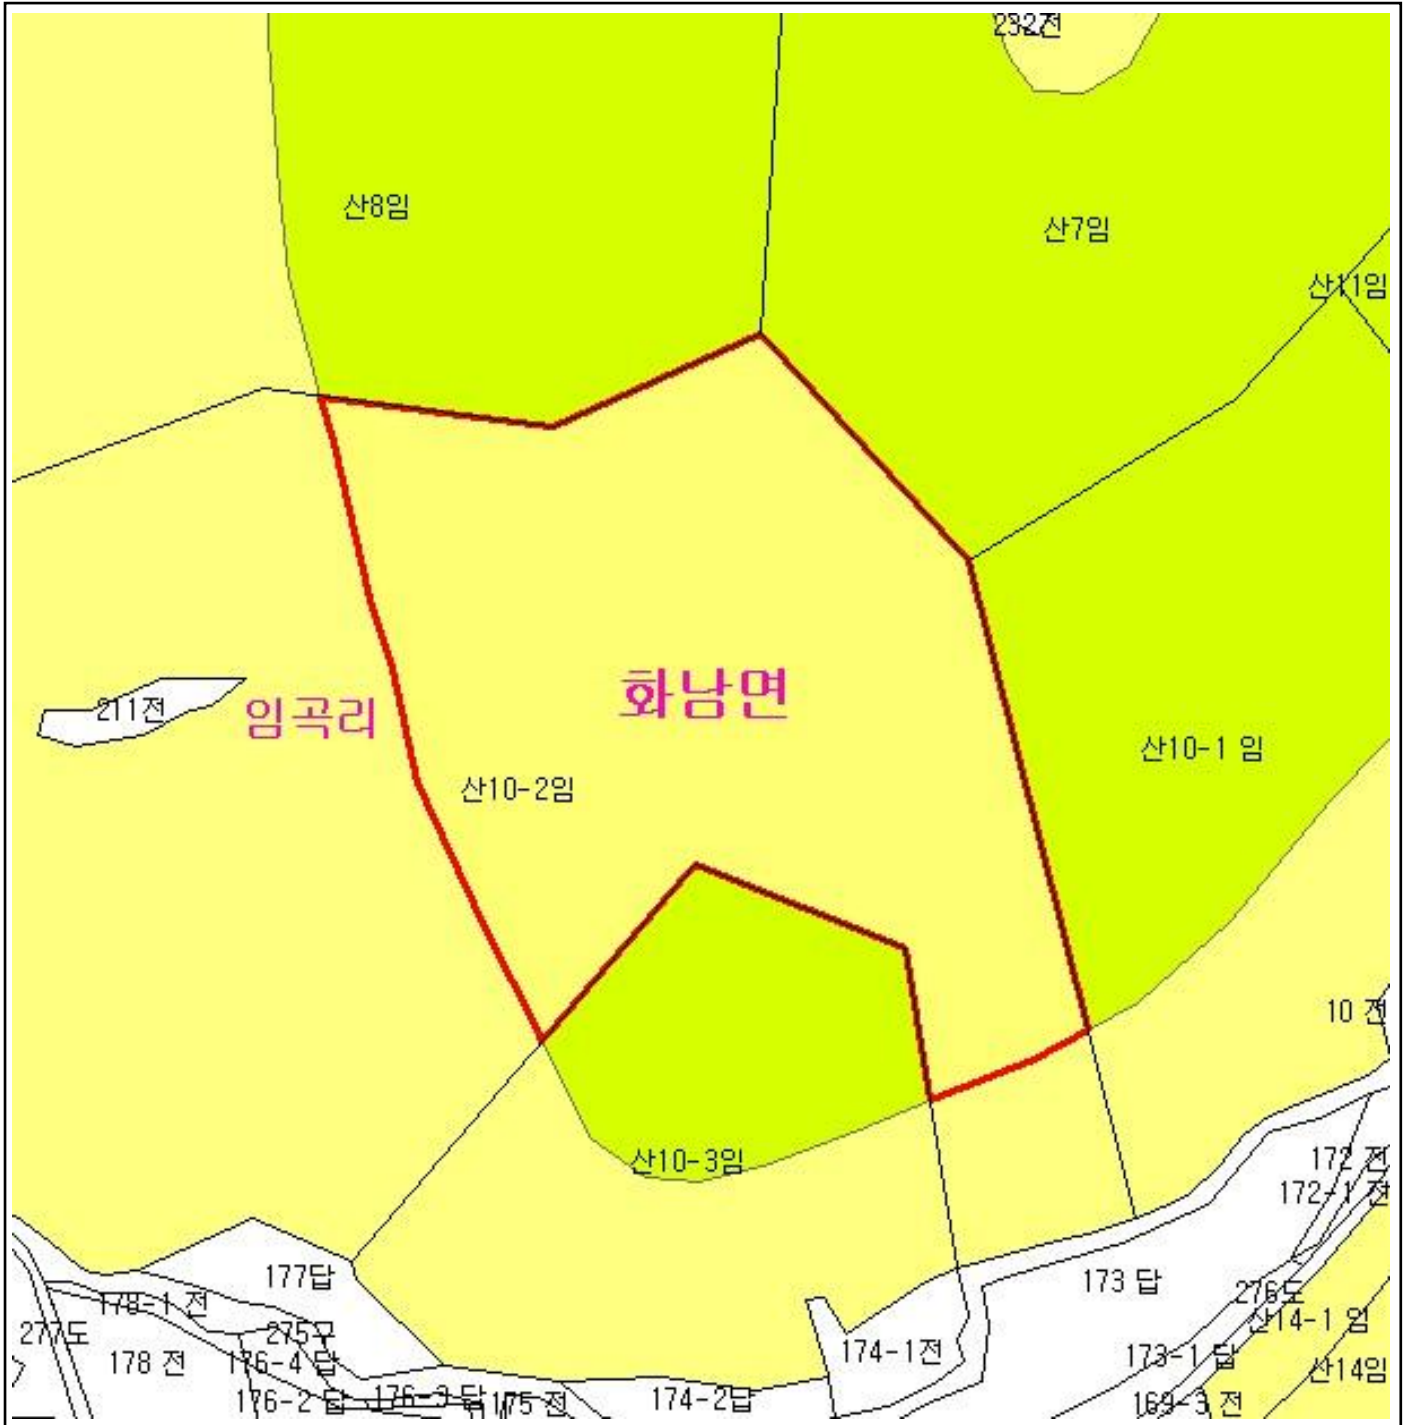 232전
산8임
산7임
산11임
화남면
211전
임곡리
산10-1 임
산10-2임
10 전
산10-3임
172 전
172-1 전
177답
173 답
178-1 전
276도
277도
275구
산14-1 임
174-1전
178 전
176-4 답
173-1 답
산14임
176-2 답
176-3 답
175 전
174-2답
169-3 전